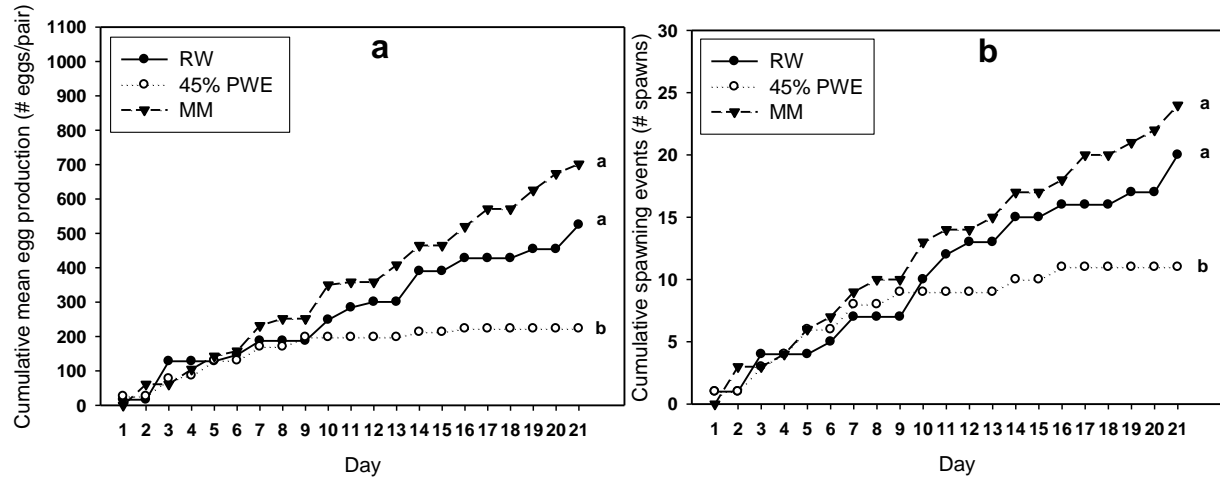 a
RW
45% PWE
MM
Cumulative mean egg production (# eggs/pair)
1100
1000
900
800
700
600
500
400
300
200
100
0
a
a
b
1 2 3 4 5 6 7 8 9 10 11 12 13 14 15 16 17 18 19 20 21
Day
b
RW
45% PWE
MM
Cumulative spawning events (# spawns)
30
25
20
15
10
5
0
a
a
b
1 2 3 4 5 6 7 8 9 10 11 12 13 14 15 16 17 18 19 20 21
Day